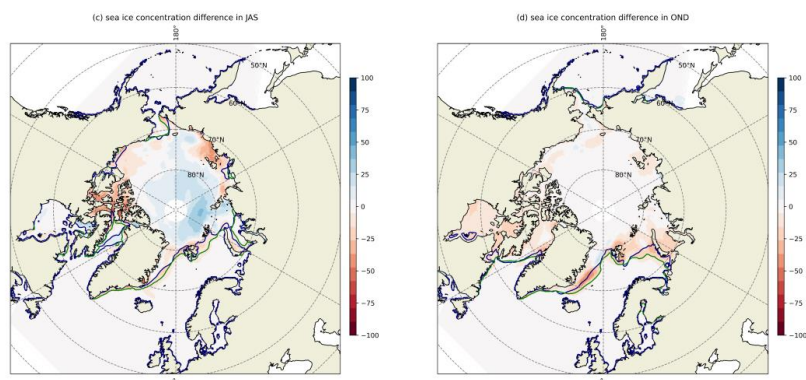 (c) sea ice concentration difference in JAS
(d) sea ice concentration difference in OND
180°
180°
50°N
50°N
60°N
60°N
70°N
70°N
80°N
80°N
100
75
50
25
0
−25
−50
−75
−100
100
75
50
25
0
−25
−50
−75
−100